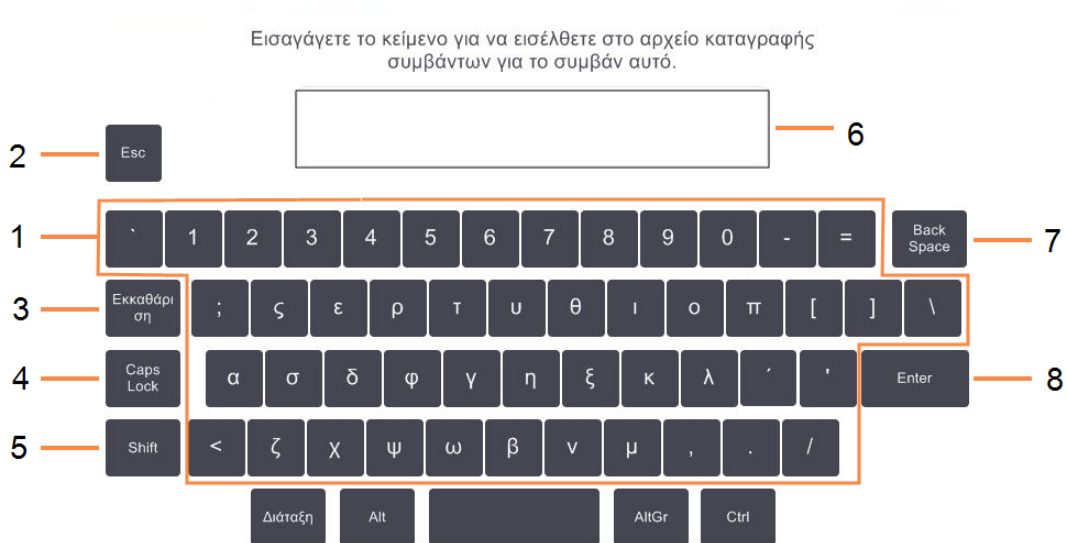 Εισαγάγετε το κείμενο για να εισέλθετε στο αρχείο καταγραφής
συμβάντων για το συμβάν αυτό.
6
2 Esc
1 ` 1 2 3 4 5 6 7 8 9 0 - = Back Space 7
3 Εκκαθάρι
ση ; ς ε ρ τ υ θ ι ο π [ ] \
4 Caps Lock α σ δ φ γ η ξ κ λ ΄ ' Enter 8
5 Shift < ζ χ ψ ω β ν μ , . /
Διάταξη Alt AltGr Ctrl